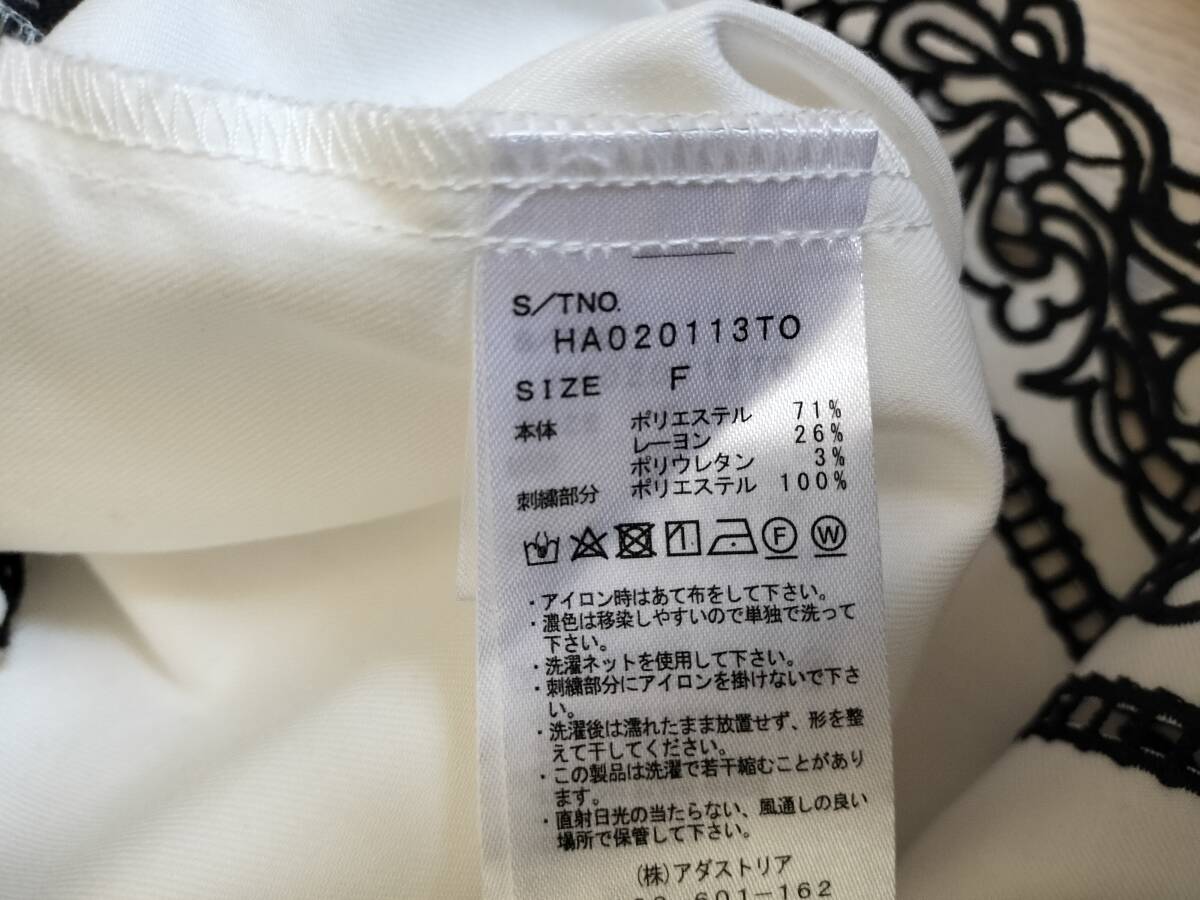 S/TNO.
HA020113TO
SIZE F
本体 ポリエステル 71%
レーヨン 26%
ポリウレタン 3%
刺繍部分 ポリエステル 100%
F W
・アイロン時はあて布をして下さい。
・濃色は移染しやすいので単独で洗って
下さい。
・洗濯ネットを使用して下さい。
・刺繍部分にアイロンを掛けないで下さ
い。
・洗濯後は濡れたまま放置せず、形を整
えて干してください。
・この製品は洗濯で若干縮むことがあり
ます。
・直射日光の当たらない、風通しの良い
場所で保管して下さい。
(株)アダストリア
601-162